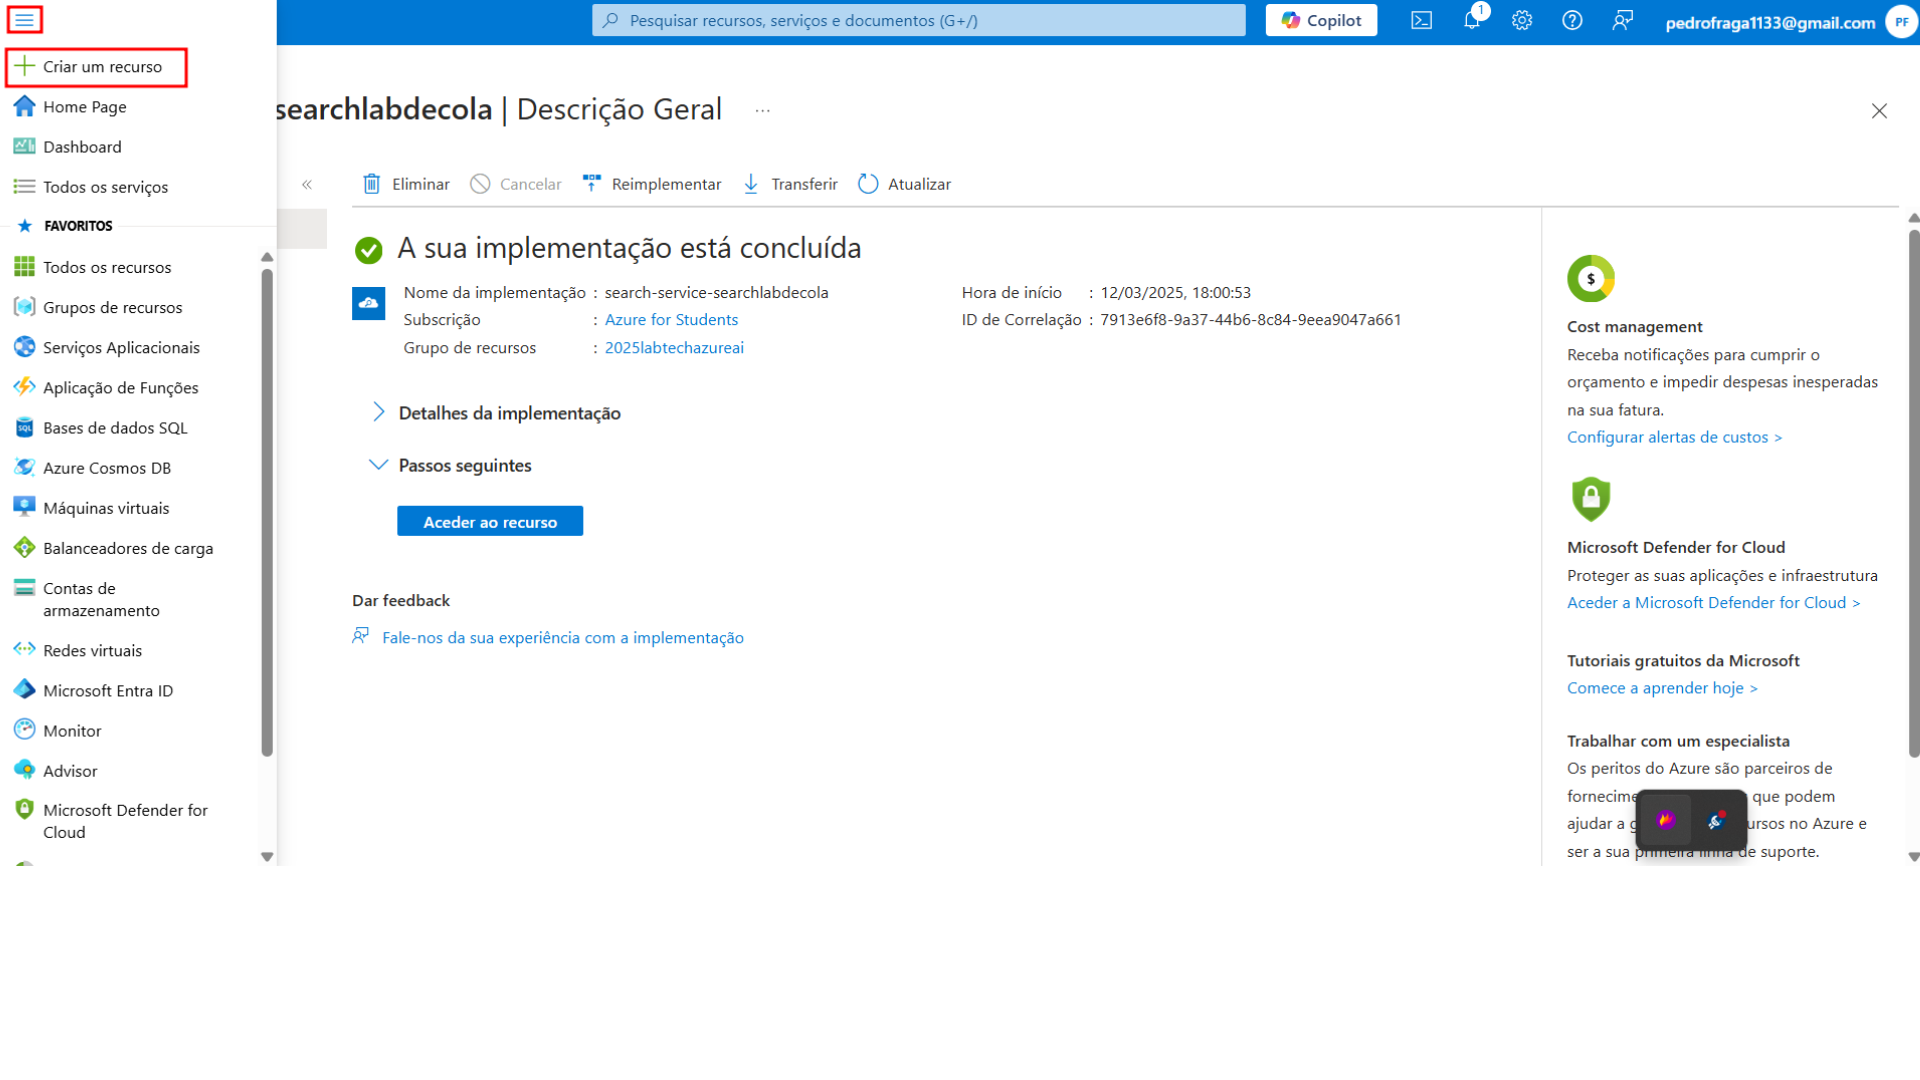 Pesquisar recursos, serviços e documentos (G+/)
Copilot
1
pedrofraga1133@gmail.com
PF
Criar um recurso
Home Page
Dashboard
Todos os serviços
FAVORITOS
Todos os recursos
Grupos de recursos
Serviços Aplicacionais
Aplicação de Funções
Bases de dados SQL
Azure Cosmos DB
Máquinas virtuais
Balanceadores de carga
Contas de
armazenamento
Redes virtuais
Microsoft Entra ID
Monitor
Advisor
Microsoft Defender for
Cloud
searchlabdecola | Descrição Geral ...
Eliminar
Cancelar
Reimplementar
Transferir
Atualizar
A sua implementação está concluída
Nome da implementação : search-service-searchlabdecola
Subscrição : Azure for Students
Grupo de recursos : 2025labtechazureai
Hora de início : 12/03/2025, 18:00:53
ID de Correlação : 7913e6f8-9a37-44b6-8c84-9eea9047a661
Detalhes da implementação
Passos seguintes
Aceder ao recurso
Dar feedback
Fale-nos da sua experiência com a implementação
Cost management
Receba notificações para cumprir o
orçamento e impedir despesas inesperadas
na sua fatura.
Configurar alertas de custos >
Microsoft Defender for Cloud
Proteger as suas aplicações e infraestrutura
Aceder a Microsoft Defender for Cloud >
Tutoriais gratuitos da Microsoft
Comece a aprender hoje >
Trabalhar com um especialista
Os peritos do Azure são parceiros de
que podem
ajudar a no Azure e
ser a sua primeira linha de suporte.